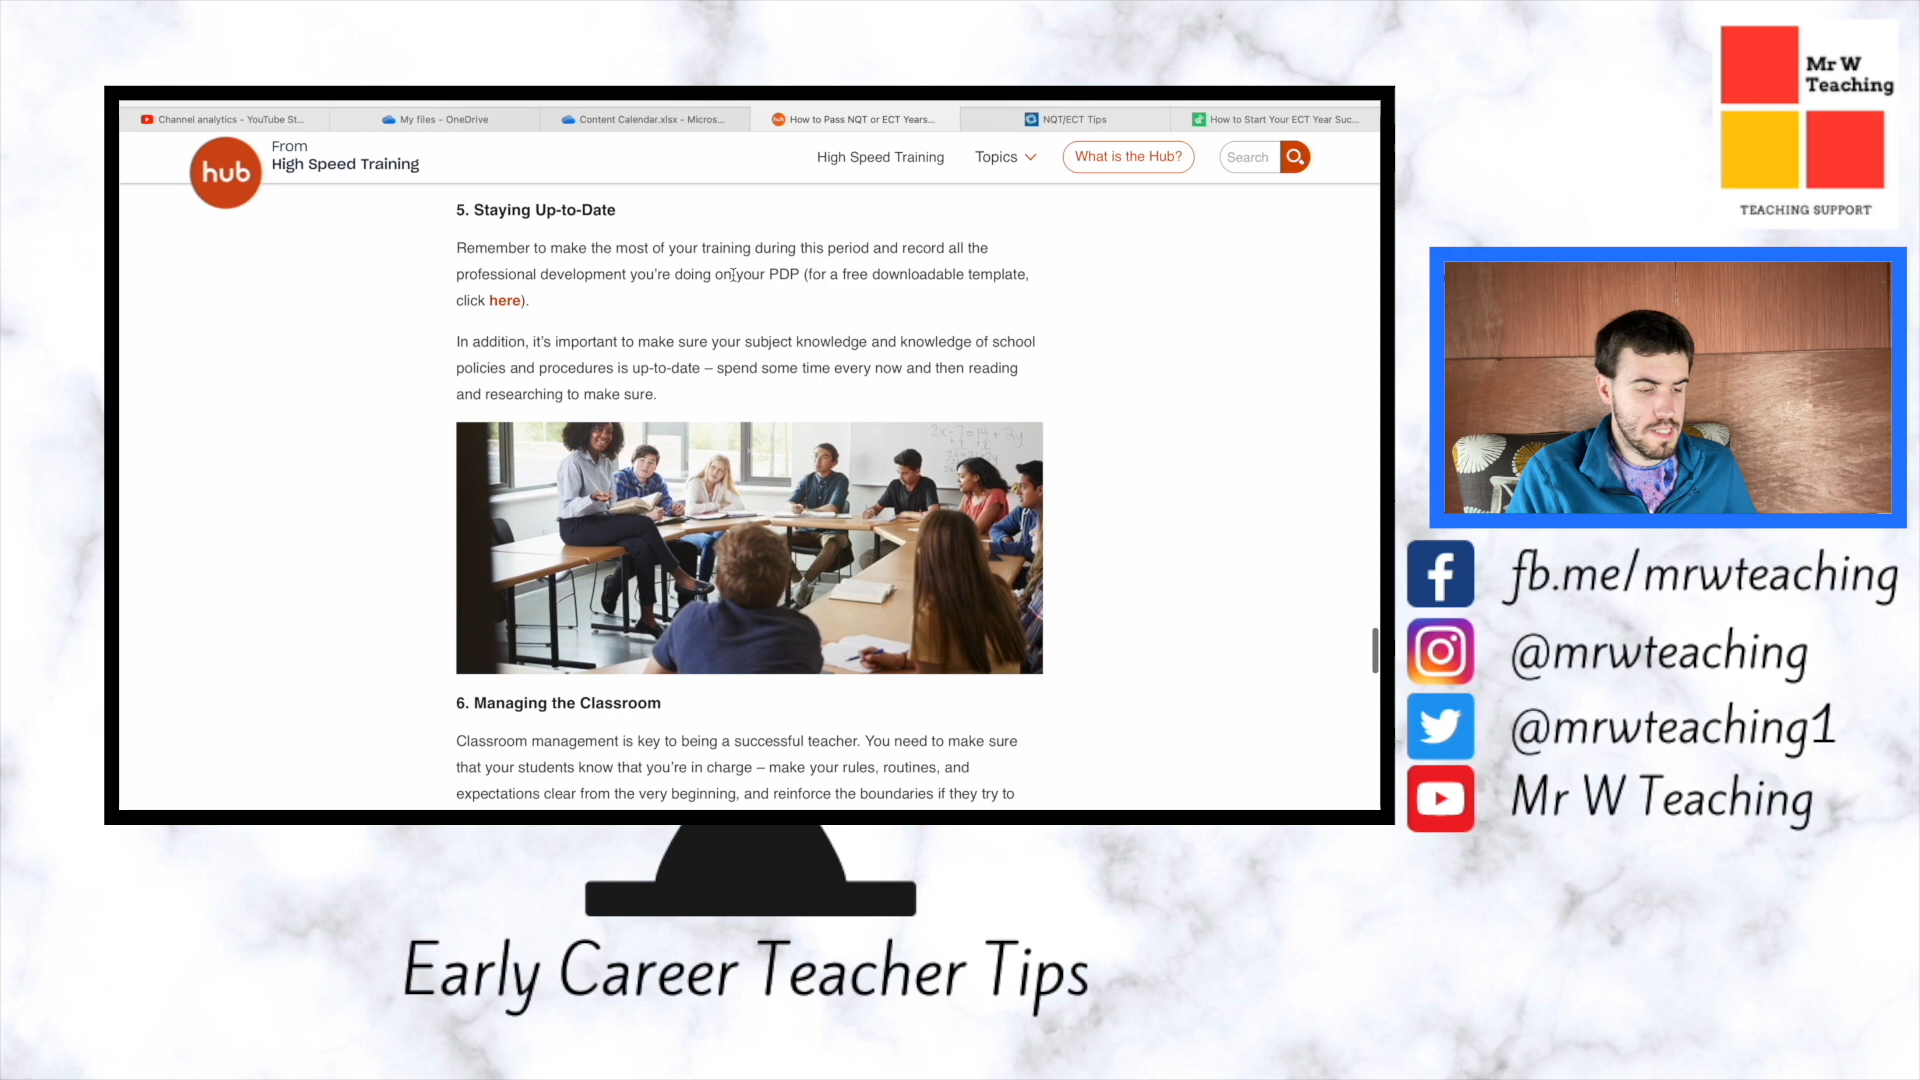 Mr W
Teaching
TEACHING SUPPORT
Channel analytics - YouTube St...
My files - OneDrive
Content Calendar.xlsx - Micros...
How to Pass NQT or ECT Years...
NQT/ECT Tips
How to Start Your ECT Year Suc...
hub
From
High Speed Training
High Speed Training
Topics
What is the Hub?
Search
5. Staying Up-to-Date
Remember to make the most of your training during this period and record all the
professional development you're doing on your PDP (for a free downloadable template,
click here).
In addition, it's important to make sure your subject knowledge and knowledge of school
policies and procedures is up-to-date – spend some time every now and then reading
and researching to make sure.
6. Managing the Classroom
Classroom management is key to being a successful teacher. You need to make sure
that your students know that you're in charge – make your rules, routines, and
expectations clear from the very beginning, and reinforce the boundaries if they try to
fb.me/mrwteaching
@mrwteaching
@mrwteaching1
Mr W Teaching
Early Career Teacher Tips